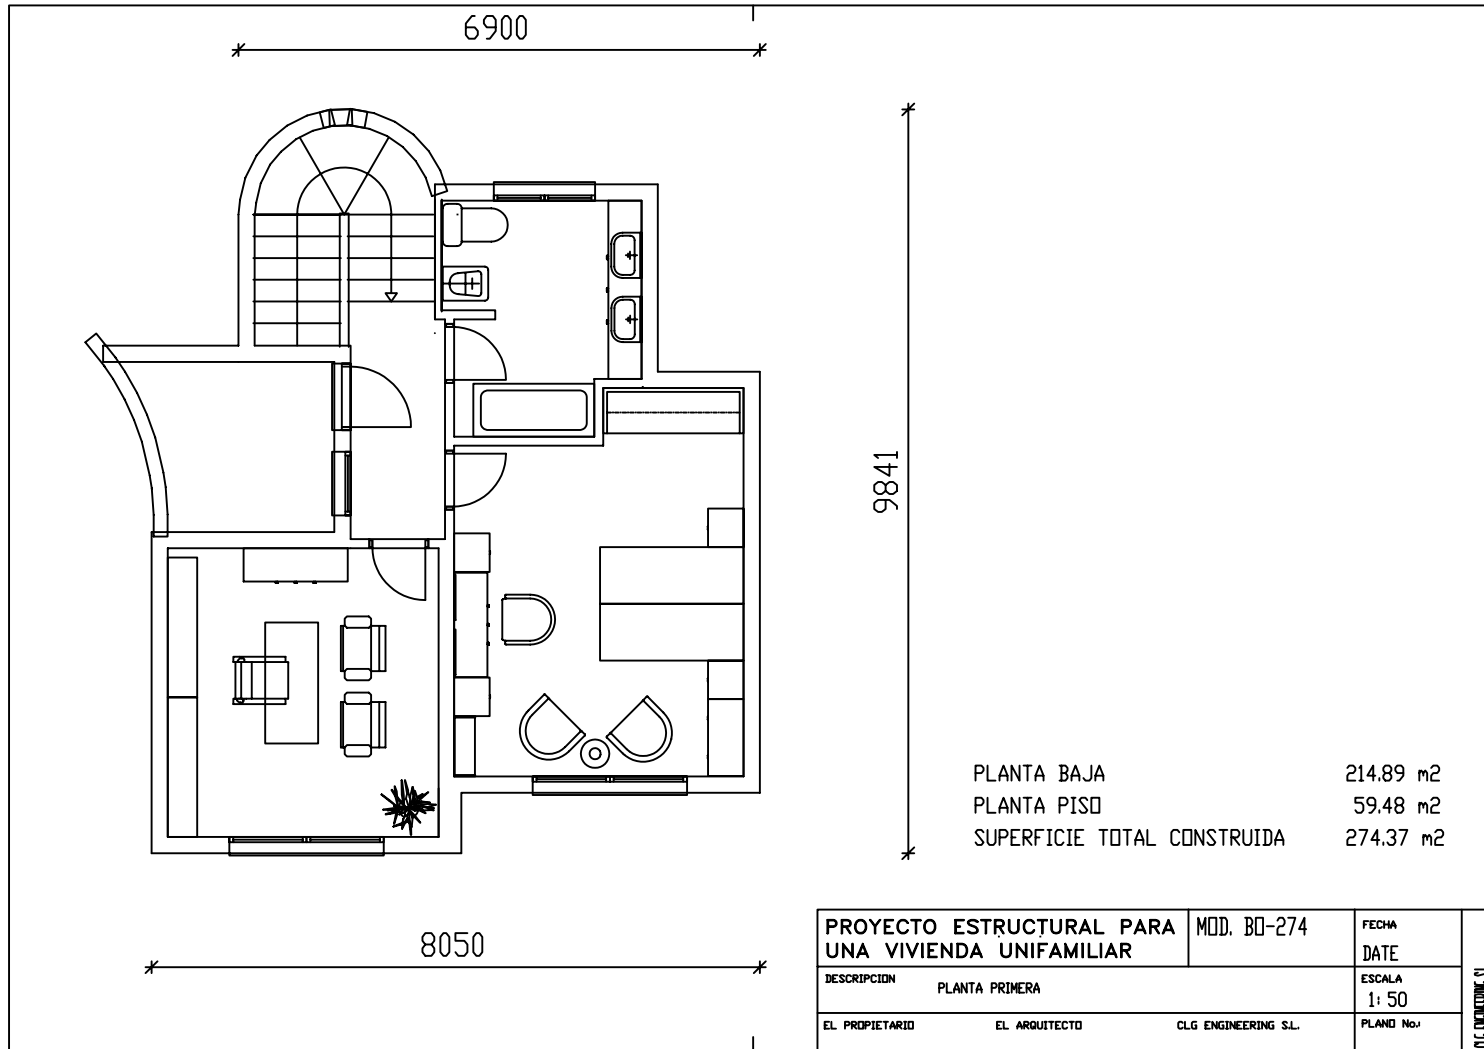 6900
9841
PLANTA BAJA 214.89 m2
PLANTA PISO 59.48 m2
SUPERFICIE TOTAL CONSTRUIDA 274.37 m2
8050
PROYECTO ESTRUCTURAL PARA
UNA VIVIENDA UNIFAMILIAR
MOD. BO-274
FECHA
DATE
DESCRIPCION
PLANTA PRIMERA
ESCALA
1:50
EL PROPIETARIO EL ARQUITECTO CLG ENGINEERING S.L. PLANO No.: